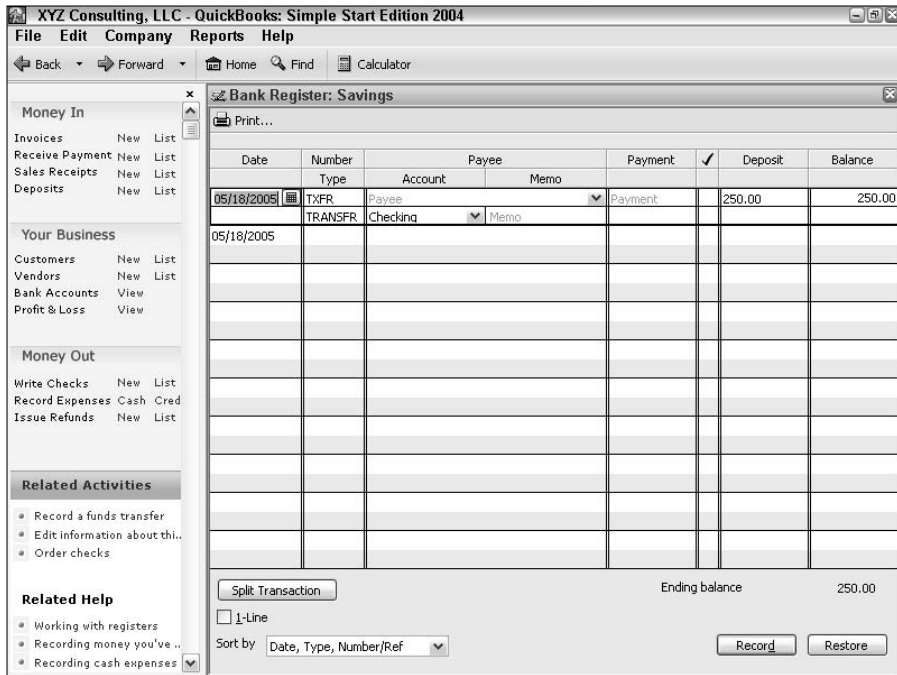 XYZ Consulting, LLC - QuickBooks: Simple Start Edition 2004
File Edit Company Reports Help
Back Forward Home Find Calculator
Money In
Invoices New List
Receive Payment New List
Sales Receipts New List
Deposits New List
Your Business
Customers New List
Vendors New List
Bank Accounts View
Profit & Loss View
Money Out
Write Checks New List
Record Expenses Cash Cred
Issue Refunds New List
Related Activities
Record a funds transfer
Edit information about thi..
Order checks
Related Help
Working with registers
Recording money you've ..
Recording cash expenses
Bank Register: Savings
Print...
Date Number Payee Payment ✓ Deposit Balance
Type Account Memo
05/18/2005 TXFR Payee Payment 250.00 250.00
TRANSFR Checking Memo
05/18/2005
Split Transaction Ending balance 250.00
1-Line
Sort by Date, Type, Number/Ref Record Restore